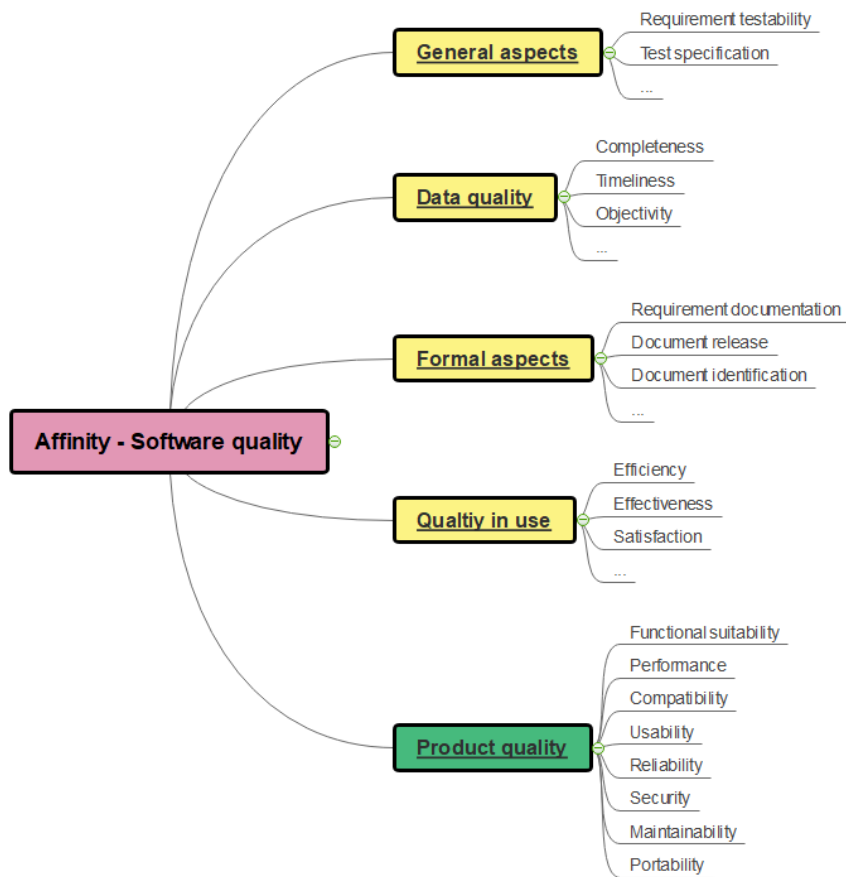 Requirement testability
General aspects
Test specification
...
Completeness
Data quality
Timeliness
Objectivity
...
Requirement documentation
Formal aspects
Document release
Document identification
...
Affinity - Software quality
Efficiency
Qualtiy in use
Effectiveness
Satisfaction
...
Functional suitability
Performance
Compatibility
Product quality
Usability
Reliability
Security
Maintainability
Portability